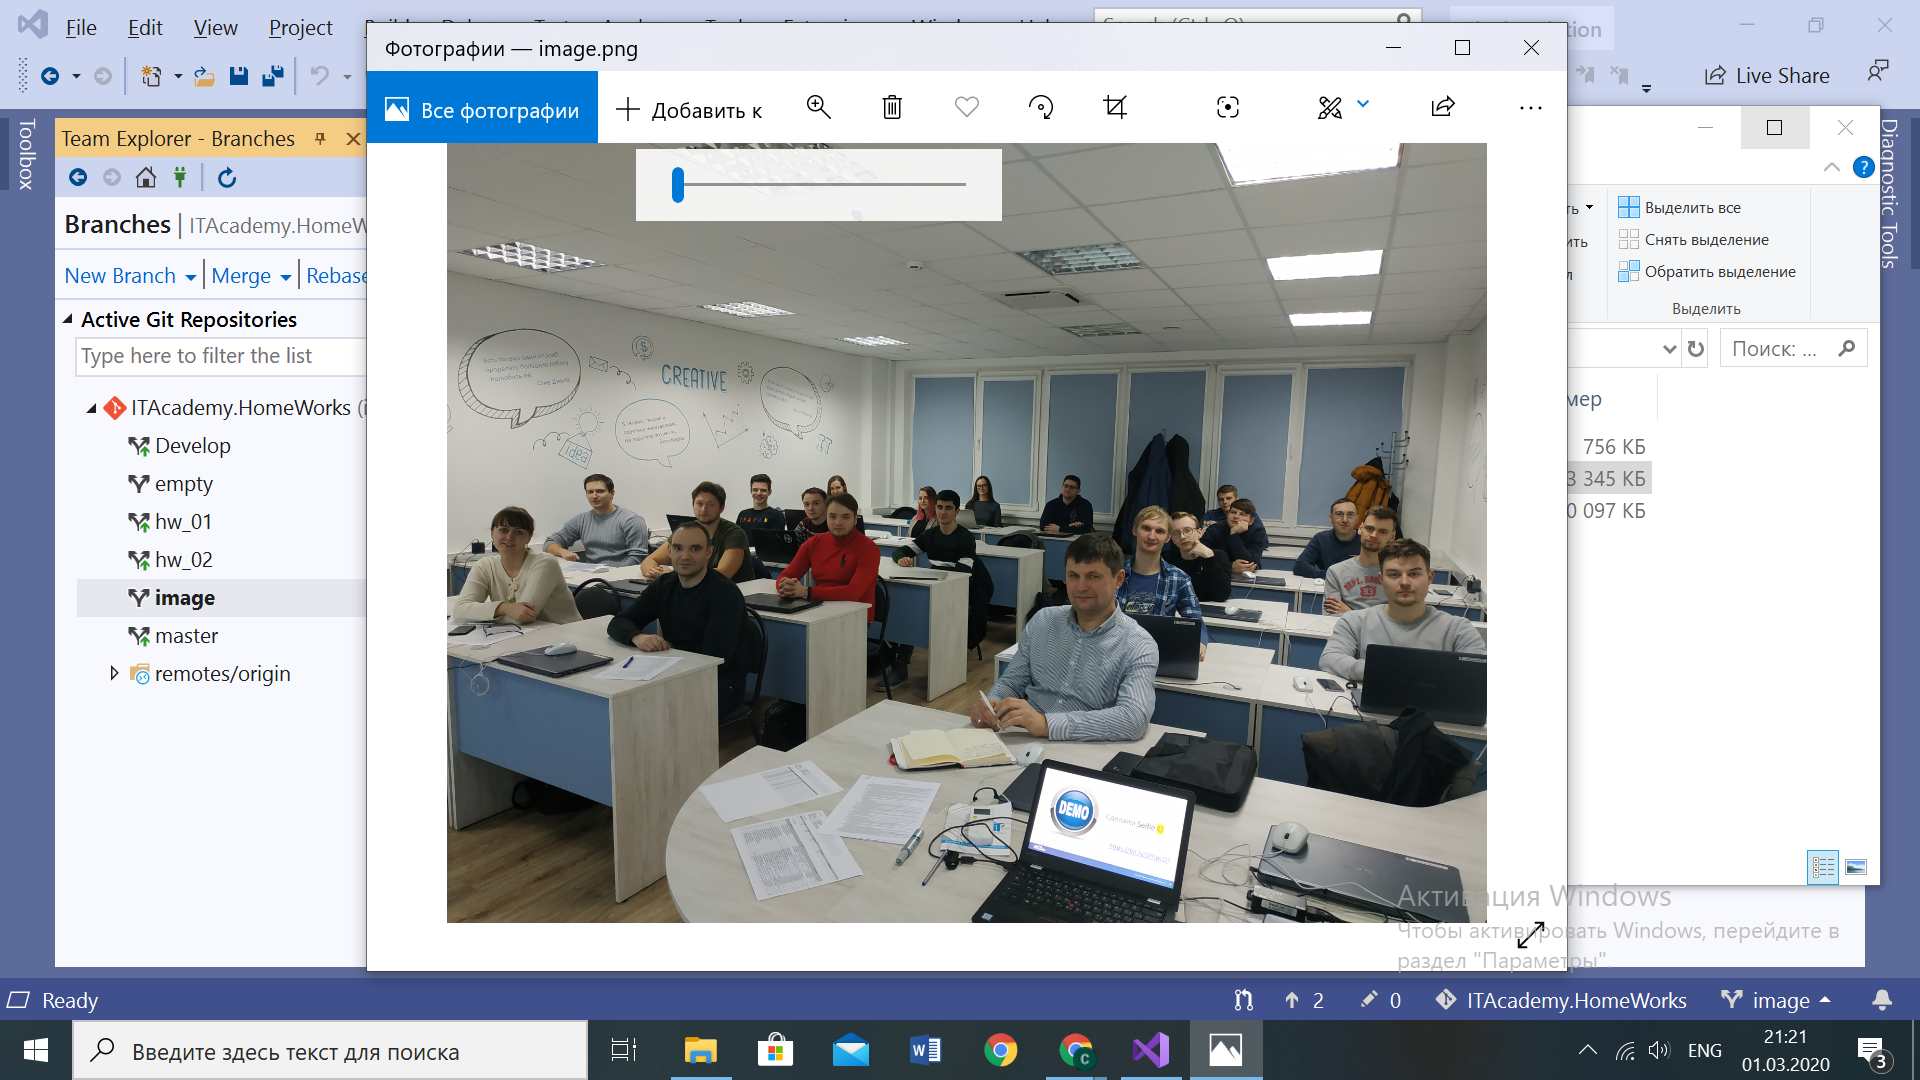 File Edit View Project
Фотографии — image.png
Live Share
Все фотографии
Добавить к
Toolbox
Team Explorer - Branches
Diagnostic Tools
Branches | ITAcademy.HomeW
New Branch Merge Rebase
Active Git Repositories
Type here to filter the list
ITAcademy.HomeWorks (i
Develop
empty
hw_01
hw_02
image
master
remotes/origin
CREATIVE
idea
DEMO
Сделаем Selfie
Выделить все
Снять выделение
Обратить выделение
Выделить
Поиск: ...
мер
756 КБ
3 345 КБ
0 097 КБ
Активация Windows
Чтобы активировать Windows, перейдите в
раздел "Параметры".
Ready
2
0
ITAcademy.HomeWorks
image
Введите здесь текст для поиска
ENG
21:21
01.03.2020
3